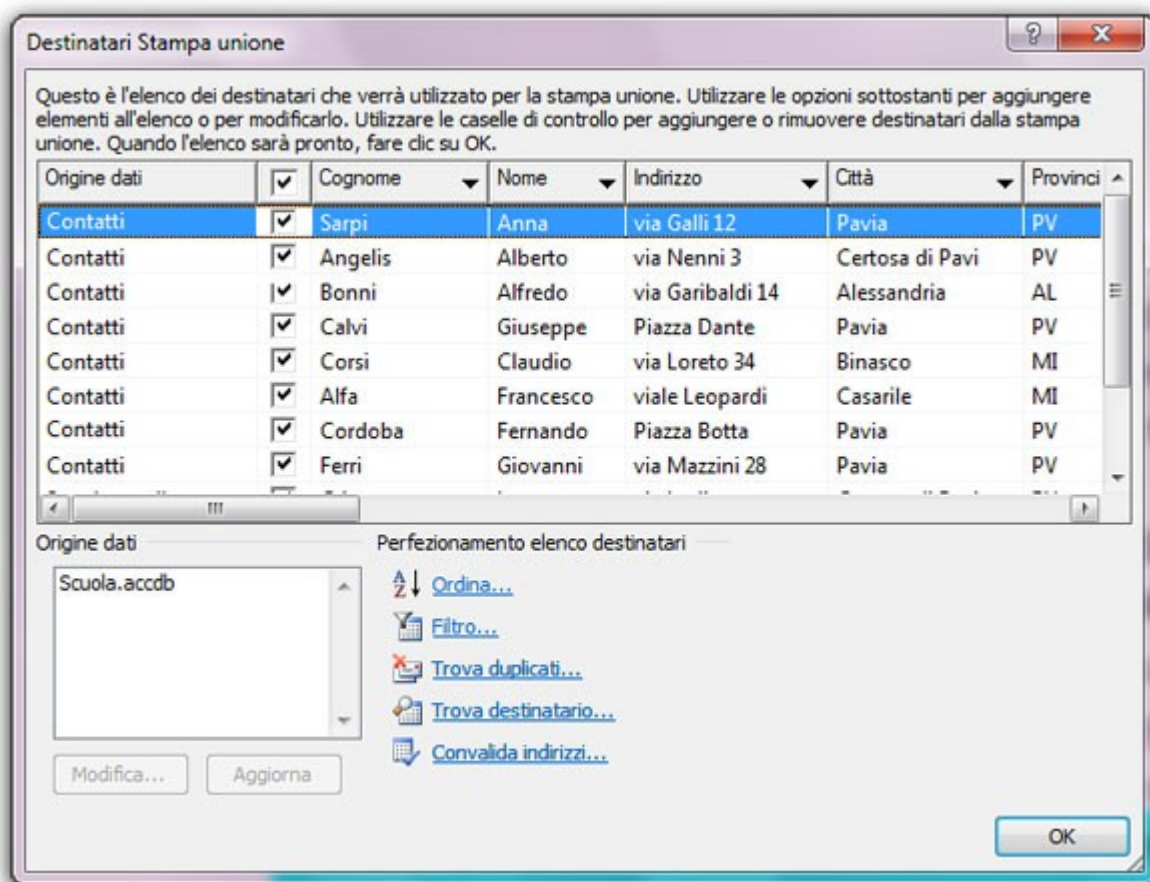 Destinatari Stampa unione
Questo è l'elenco dei destinatari che verrà utilizzato per la stampa unione. Utilizzare le opzioni sottostanti per aggiungere
elementi all'elenco o per modificarlo. Utilizzare le caselle di controllo per aggiungere o rimuovere destinatari dalla stampa
unione. Quando l'elenco sarà pronto, fare clic su OK.
Origine dati Cognome Nome Indirizzo Città Provinci
Contatti Sarpi Anna via Galli 12 Pavia PV
Contatti Angelis Alberto via Nenni 3 Certosa di Pavi PV
Contatti Bonni Alfredo via Garibaldi 14 Alessandria AL
Contatti Calvi Giuseppe Piazza Dante Pavia PV
Contatti Corsi Claudio via Loreto 34 Binasco MI
Contatti Alfa Francesco viale Leopardi Casarile MI
Contatti Cordoba Fernando Piazza Botta Pavia PV
Contatti Ferri Giovanni via Mazzini 28 Pavia PV
Origine dati Perfezionamento elenco destinatari
Scuola.accdb
Ordina...
Filtro...
Trova duplicati...
Trova destinatario...
Convalida indirizzi...
Modifica... Aggiorna
OK